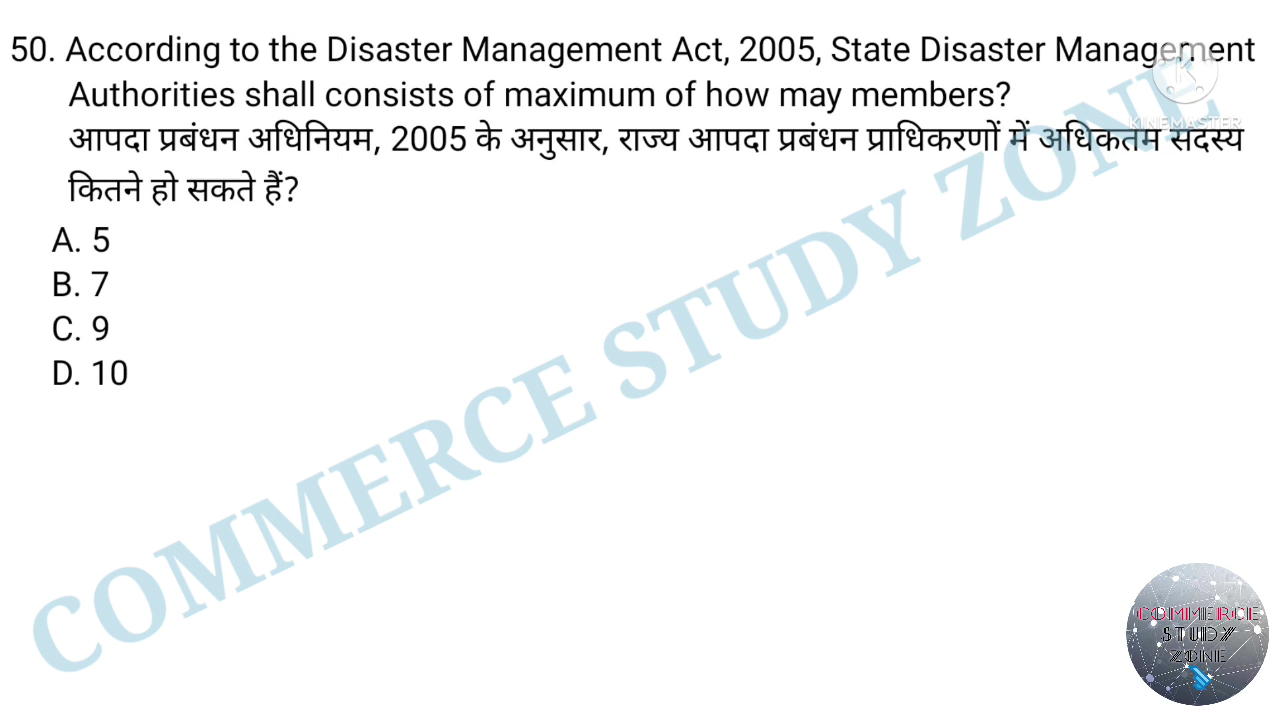 50. According to the Disaster Management Act, 2005, State Disaster Management
Authorities shall consists of maximum of how may members?
आपदा प्रबंधन अधिनियम, 2005 के अनुसार, राज्य आपदा प्रबंधन प्राधिकरणों में अधिकतम सदस्य
कितने हो सकते हैं?
A. 5
B. 7
C. 9
D. 10
COMMERCE STUDY ZONE
K
KINEMASTER
COMMERCE
STUDY
ZONE